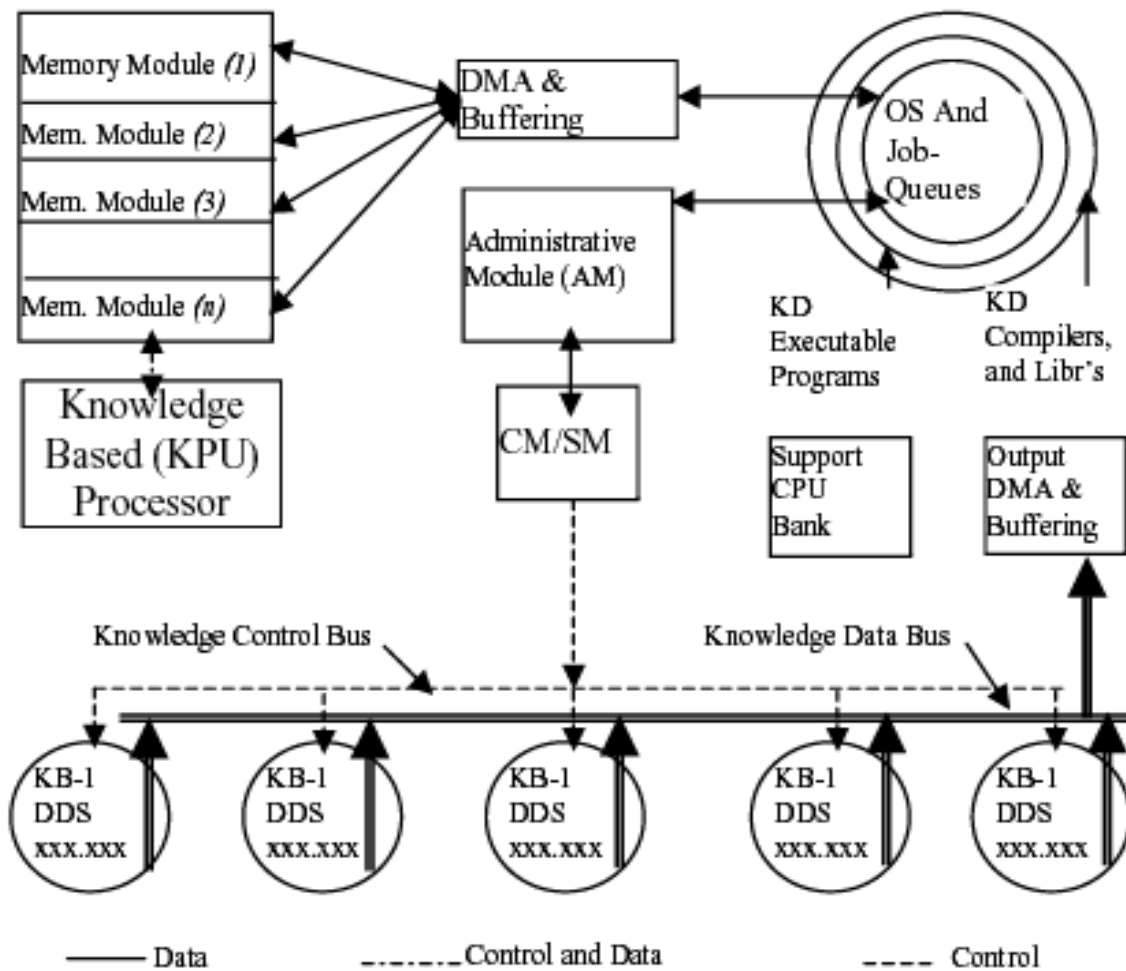 Memory Module (1)
Mem. Module (2)
Mem. Module (3)
Mem. Module (n)
Knowledge
Based (KPU)
Processor
DMA &
Buffering
Administrative
Module (AM)
CM/SM
OS And
Job-
Queues
KD
Executable
Programs
KD
Compilers,
and Libr's
Support
CPU
Bank
Output
DMA &
Buffering
Knowledge Control Bus
Knowledge Data Bus
KB-1
DDS
xxx.xxx
KB-1
DDS
xxx.xxx
KB-1
DDS
xxx.xxx
KB-1
DDS
xxx.xxx
KB-1
DDS
xxx.xxx
Data
Control and Data
Control